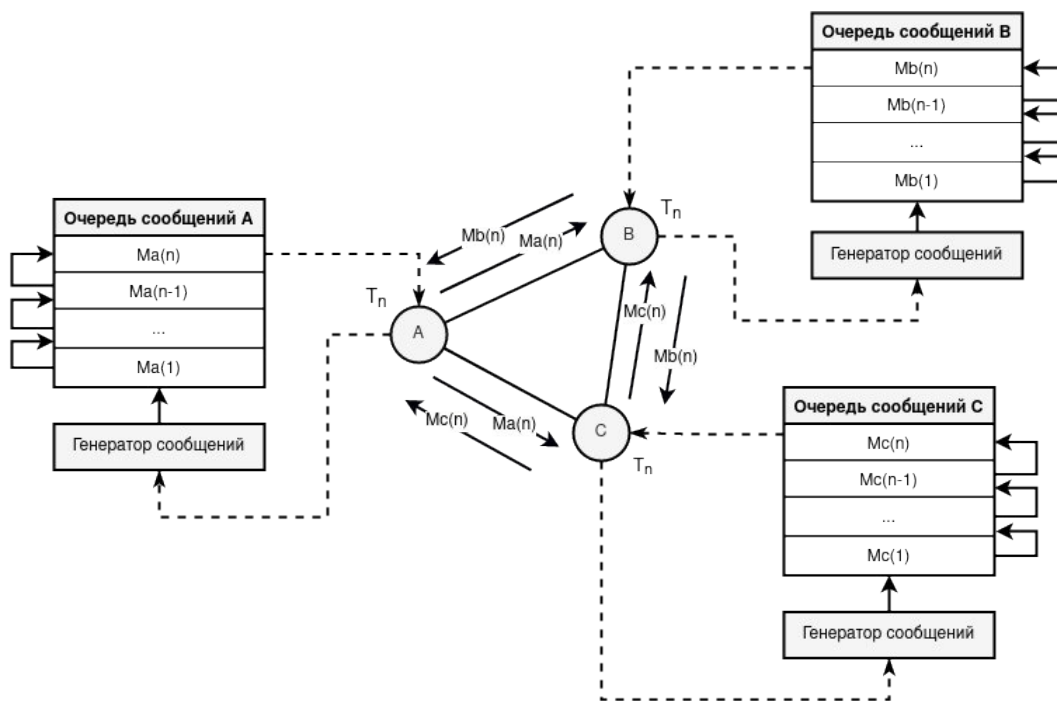 Очередь сообщений B
Mb(n)
Mb(n-1)
...
Mb(1)
Генератор сообщений
Очередь сообщений A
Ma(n)
Ma(n-1)
...
Ma(1)
Генератор сообщений
Tn
B
Mb(n)
Ma(n)
Tn
A
Mc(n)
Mb(n)
Mc(n)
Ma(n)
C
Tn
Очередь сообщений C
Mc(n)
Mc(n-1)
...
Mc(1)
Генератор сообщений